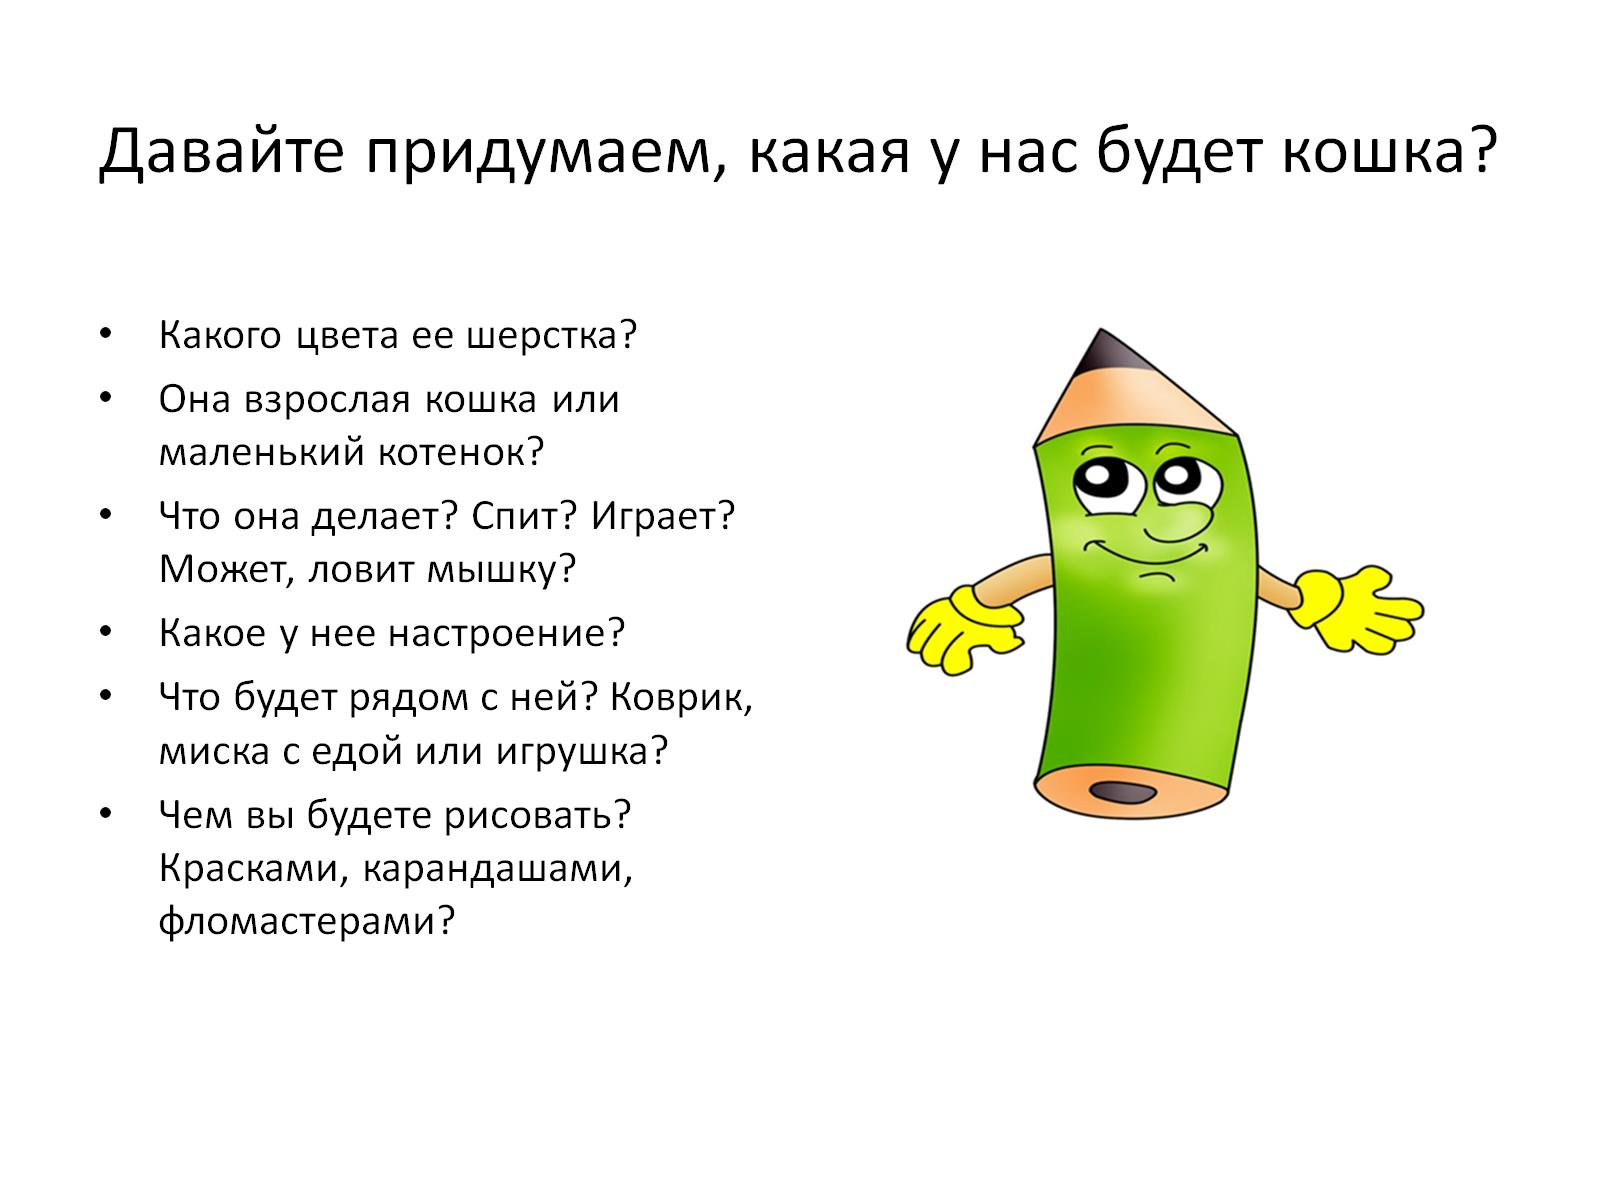 Давайте придумаем, какая у нас будет кошка?
• Какого цвета ее шерстка?
• Она взрослая кошка или
маленький котенок?
• Что она делает? Спит? Играет?
Может, ловит мышку?
• Какое у нее настроение?
• Что будет рядом с ней? Коврик,
миска с едой или игрушка?
• Чем вы будете рисовать?
Красками, карандашами,
фломастерами?